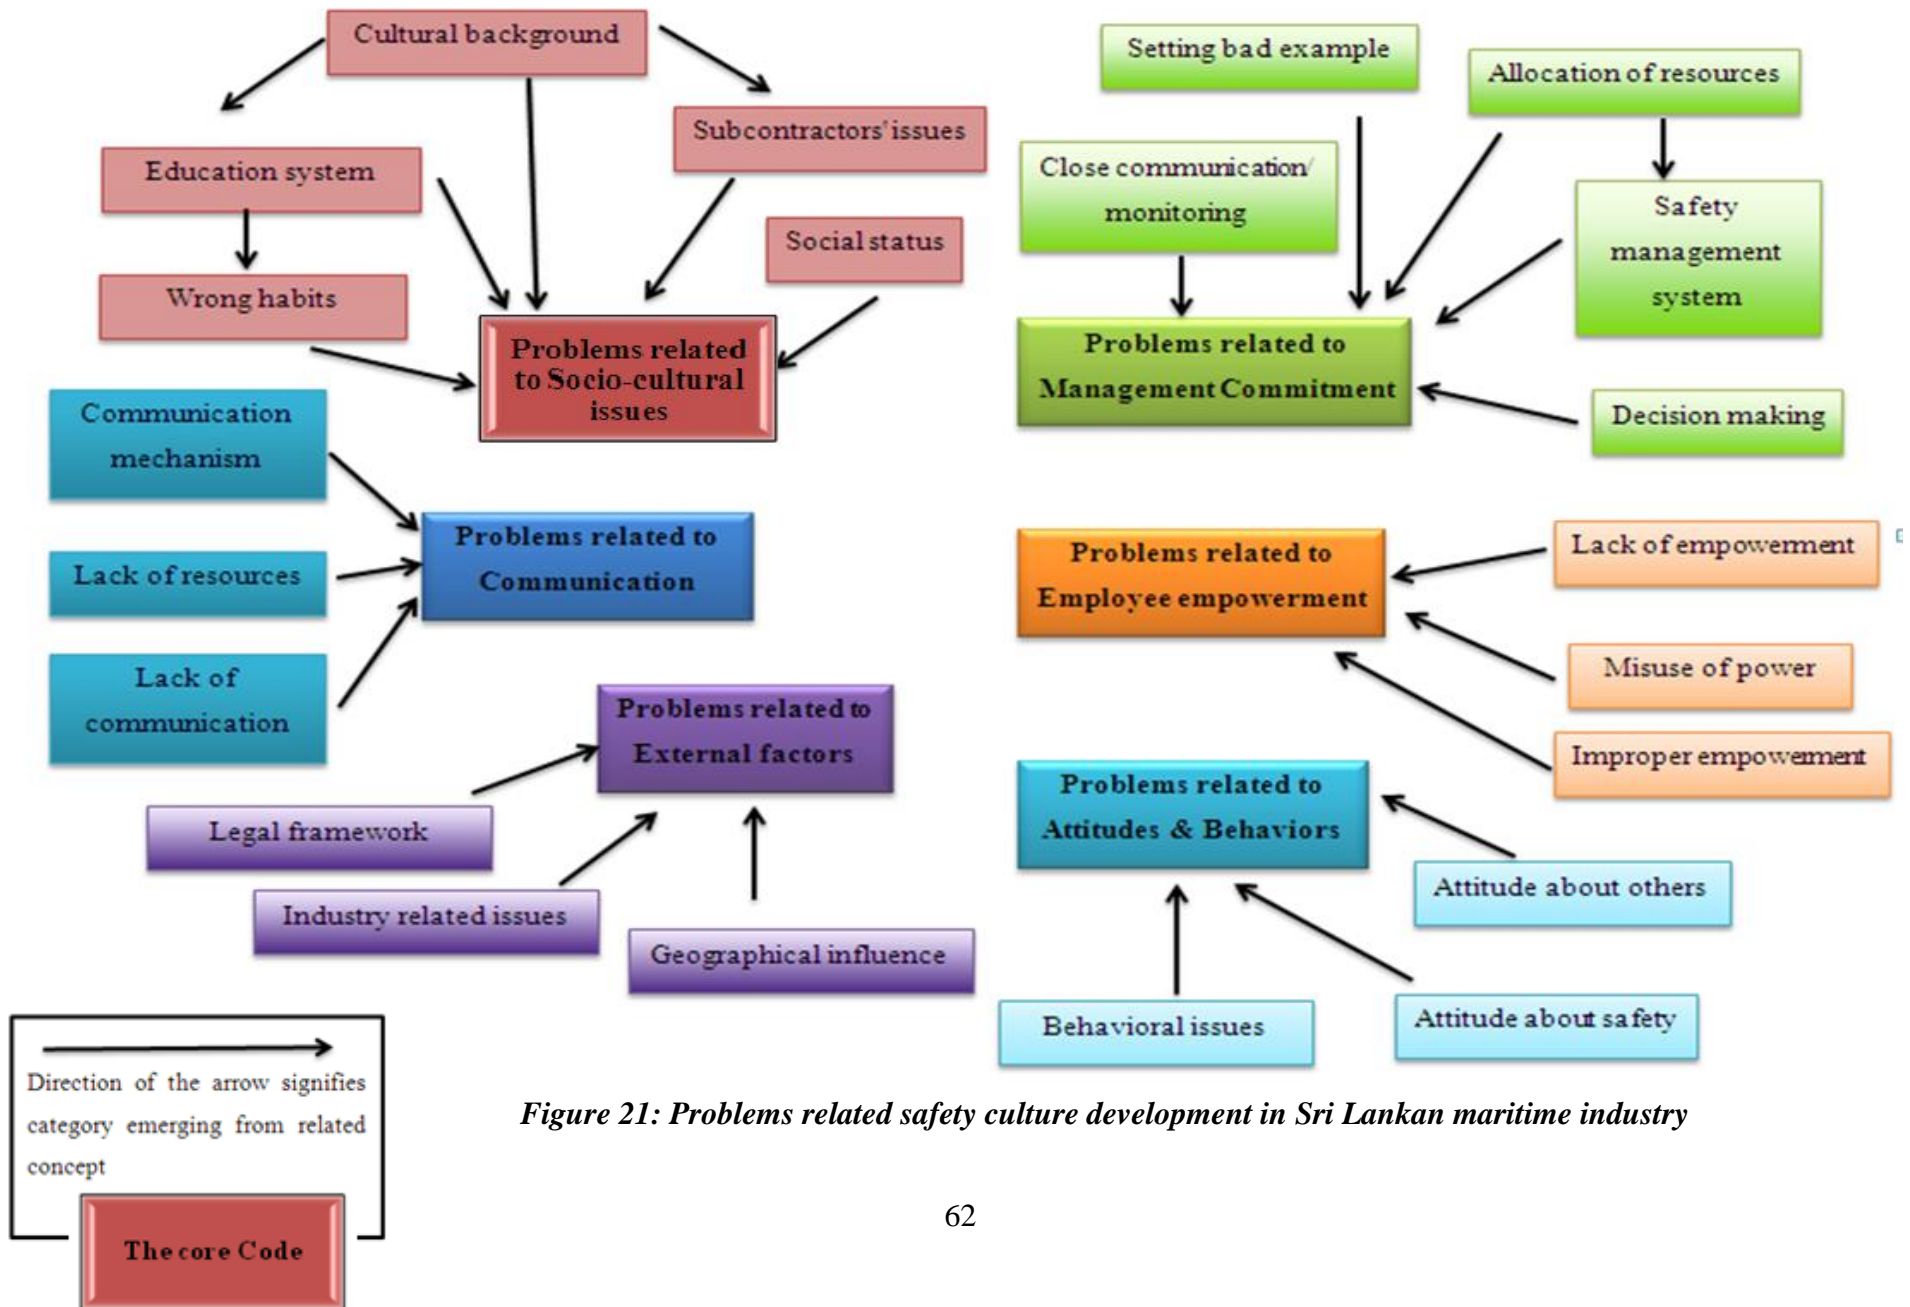 Cultural background
Subcontractors' issues
Education system
Social status
Wrong habits
Problems related
to Socio-cultural
issues
Setting bad example
Allocation of resources
Close communication/
monitoring
Safety
management
system
Problems related to
Management Commitment
Decision making
Communication
mechanism
Lack of resources
Lack of
communication
Problems related to
Communication
Problems related to
Employee empowerment
Lack of empowerment
Misuse of power
Improper empowerment
Problems related to
External factors
Legal framework
Industry related issues
Geographical influence
Problems related to
Attitudes & Behaviors
Attitude about others
Attitude about safety
Behavioral issues
Direction of the arrow signifies
category emerging from related
concept
The core Code
Figure 21: Problems related safety culture development in Sri Lankan maritime industry
62